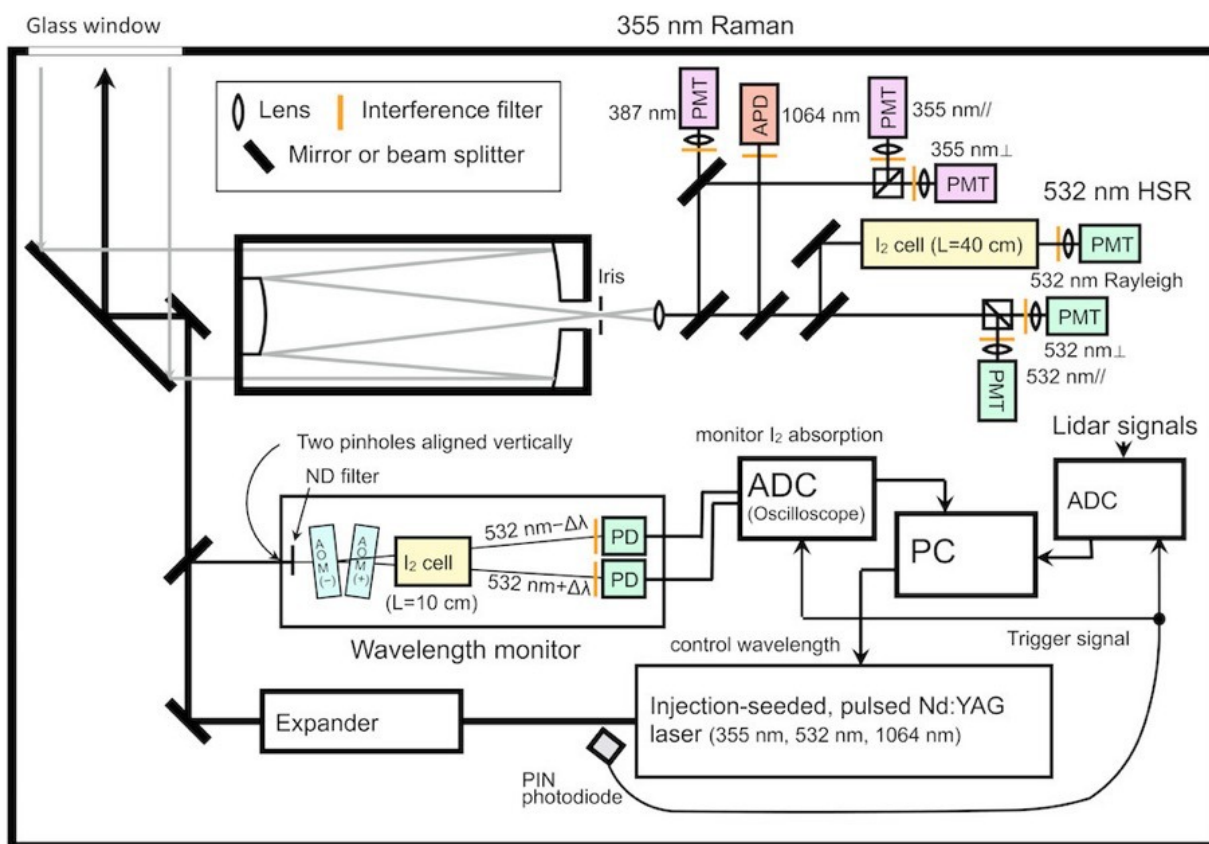 Glass window
355 nm Raman
Lens
Interference filter
Mirror or beam splitter
387 nm
PMT
APD
1064 nm
PMT
355 nm//
355 nm⊥
PMT
532 nm HSR
I₂ cell (L=40 cm)
PMT
532 nm Rayleigh
Iris
PMT
532 nm⊥
532 nm//
PMT
Two pinholes aligned vertically
ND filter
AOM
(−)
AOM
(+)
I₂ cell
(L=10 cm)
532 nm−Δλ
532 nm+Δλ
PD
PD
Wavelength monitor
monitor I₂ absorption
ADC
(Oscilloscope)
PC
Lidar signals
ADC
control wavelength
Trigger signal
Expander
Injection-seeded, pulsed Nd:YAG
laser (355 nm, 532 nm, 1064 nm)
PIN
photodiode